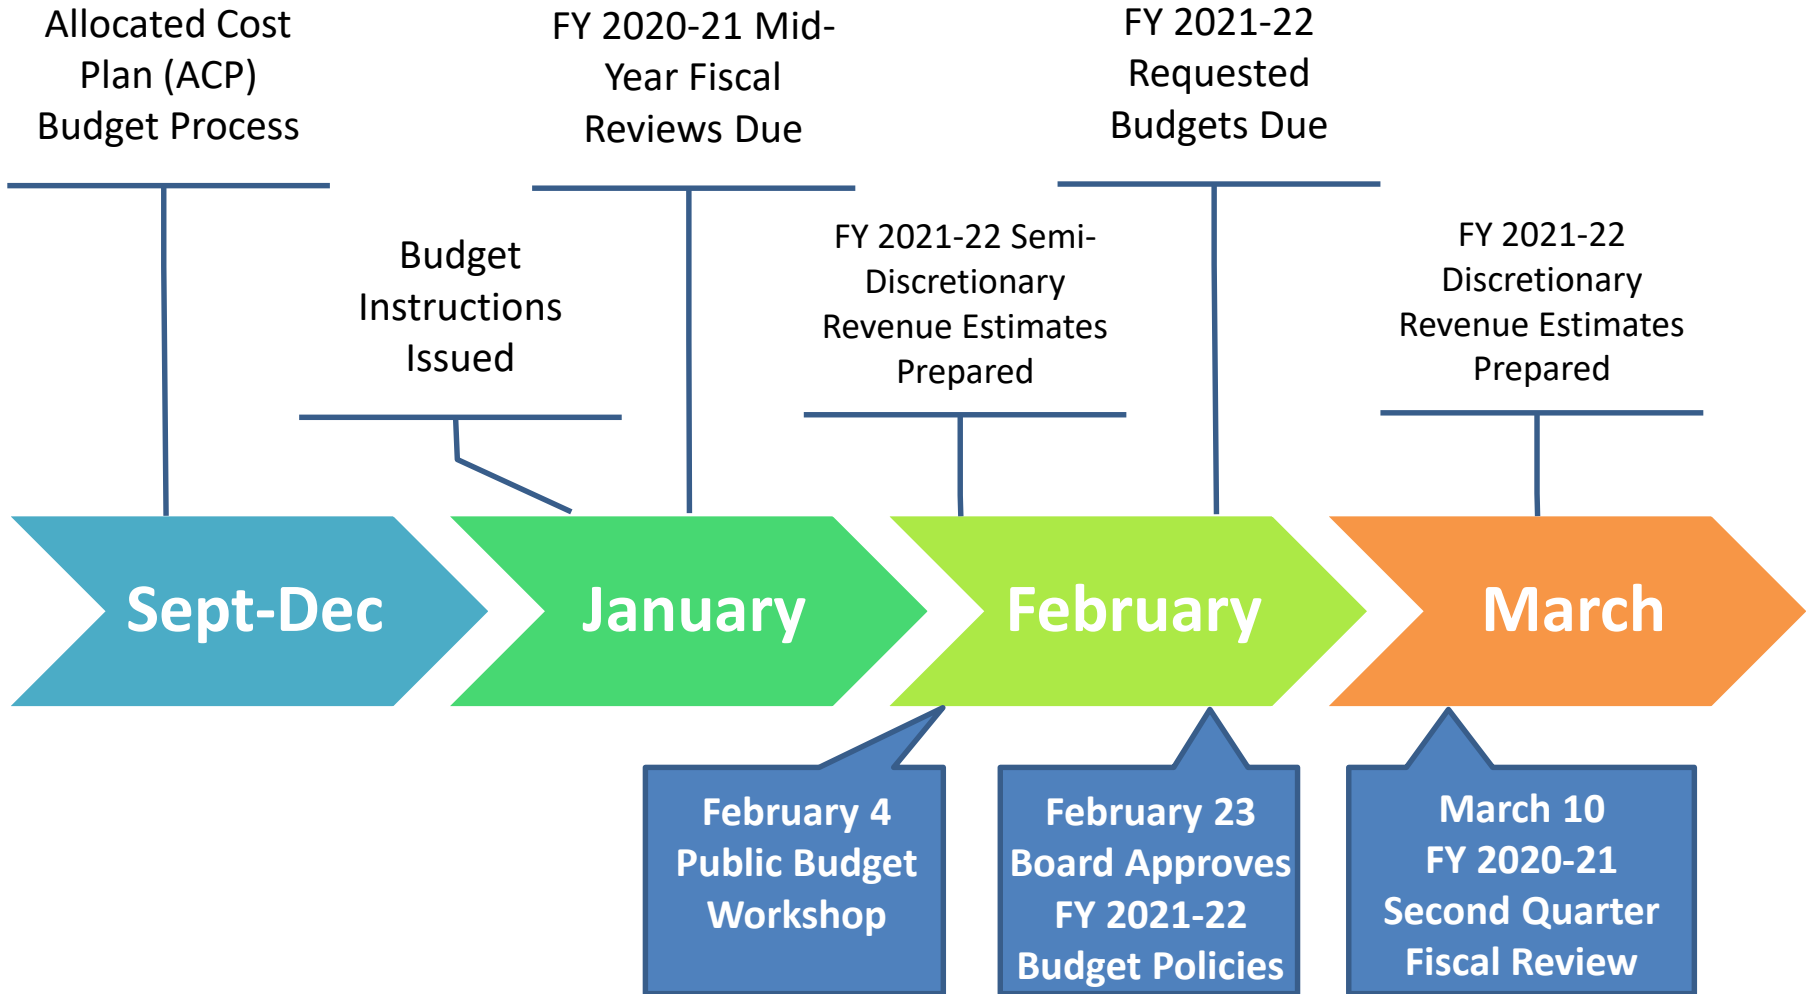 Allocated Cost
Plan (ACP)
Budget Process
FY 2020-21 Mid-
Year Fiscal
Reviews Due
FY 2021-22
Requested
Budgets Due
Budget
Instructions
Issued
FY 2021-22 Semi-
Discretionary
Revenue Estimates
Prepared
FY 2021-22
Discretionary
Revenue Estimates
Prepared
Sept-Dec
January
February
March
February 4
Public Budget
Workshop
February 23
Board Approves
FY 2021-22
Budget Policies
March 10
FY 2020-21
Second Quarter
Fiscal Review